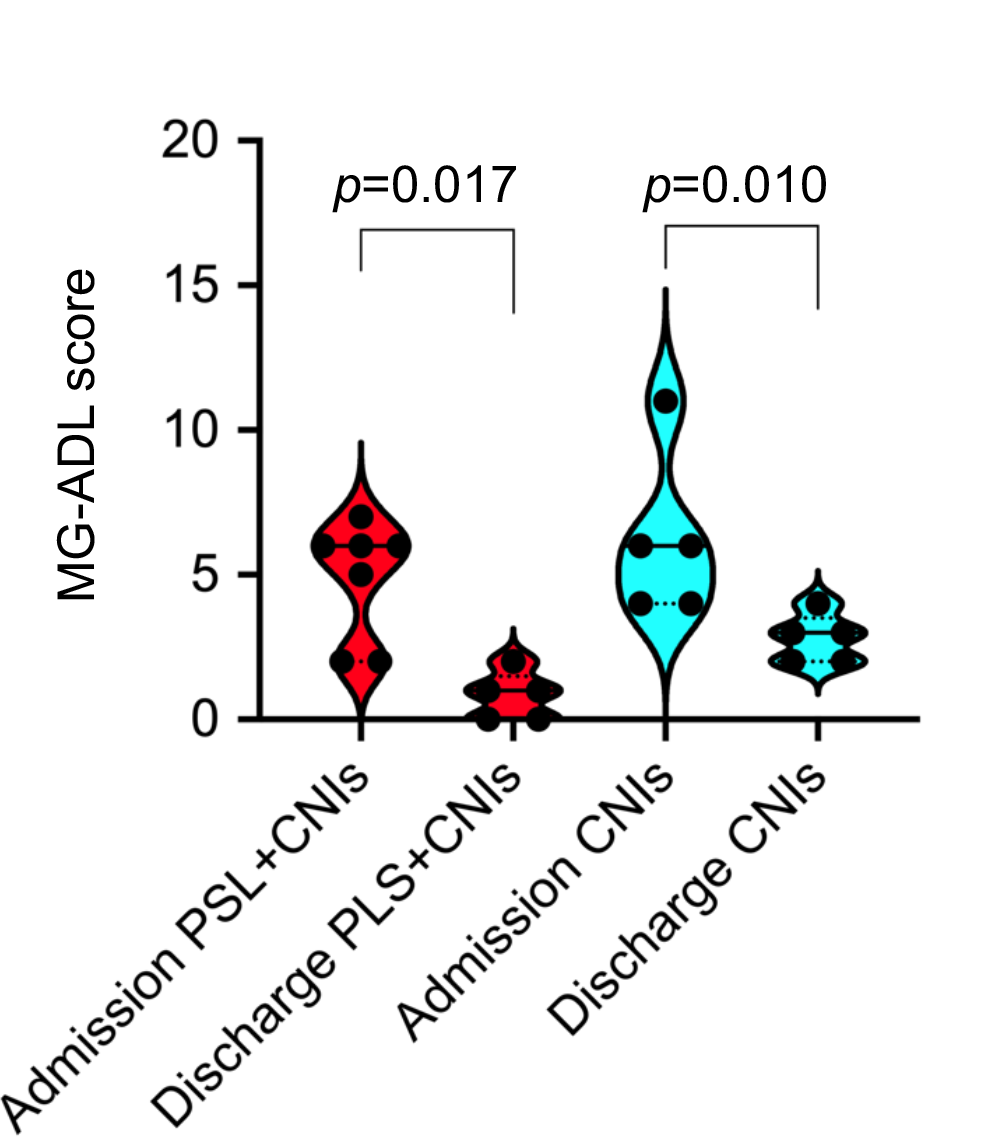 20
p=0.017
p=0.010
15
10
5
0
MG-ADL score
Admission PSL+CNIs
Discharge PLS+CNIs
Admission CNIs
Discharge CNIs